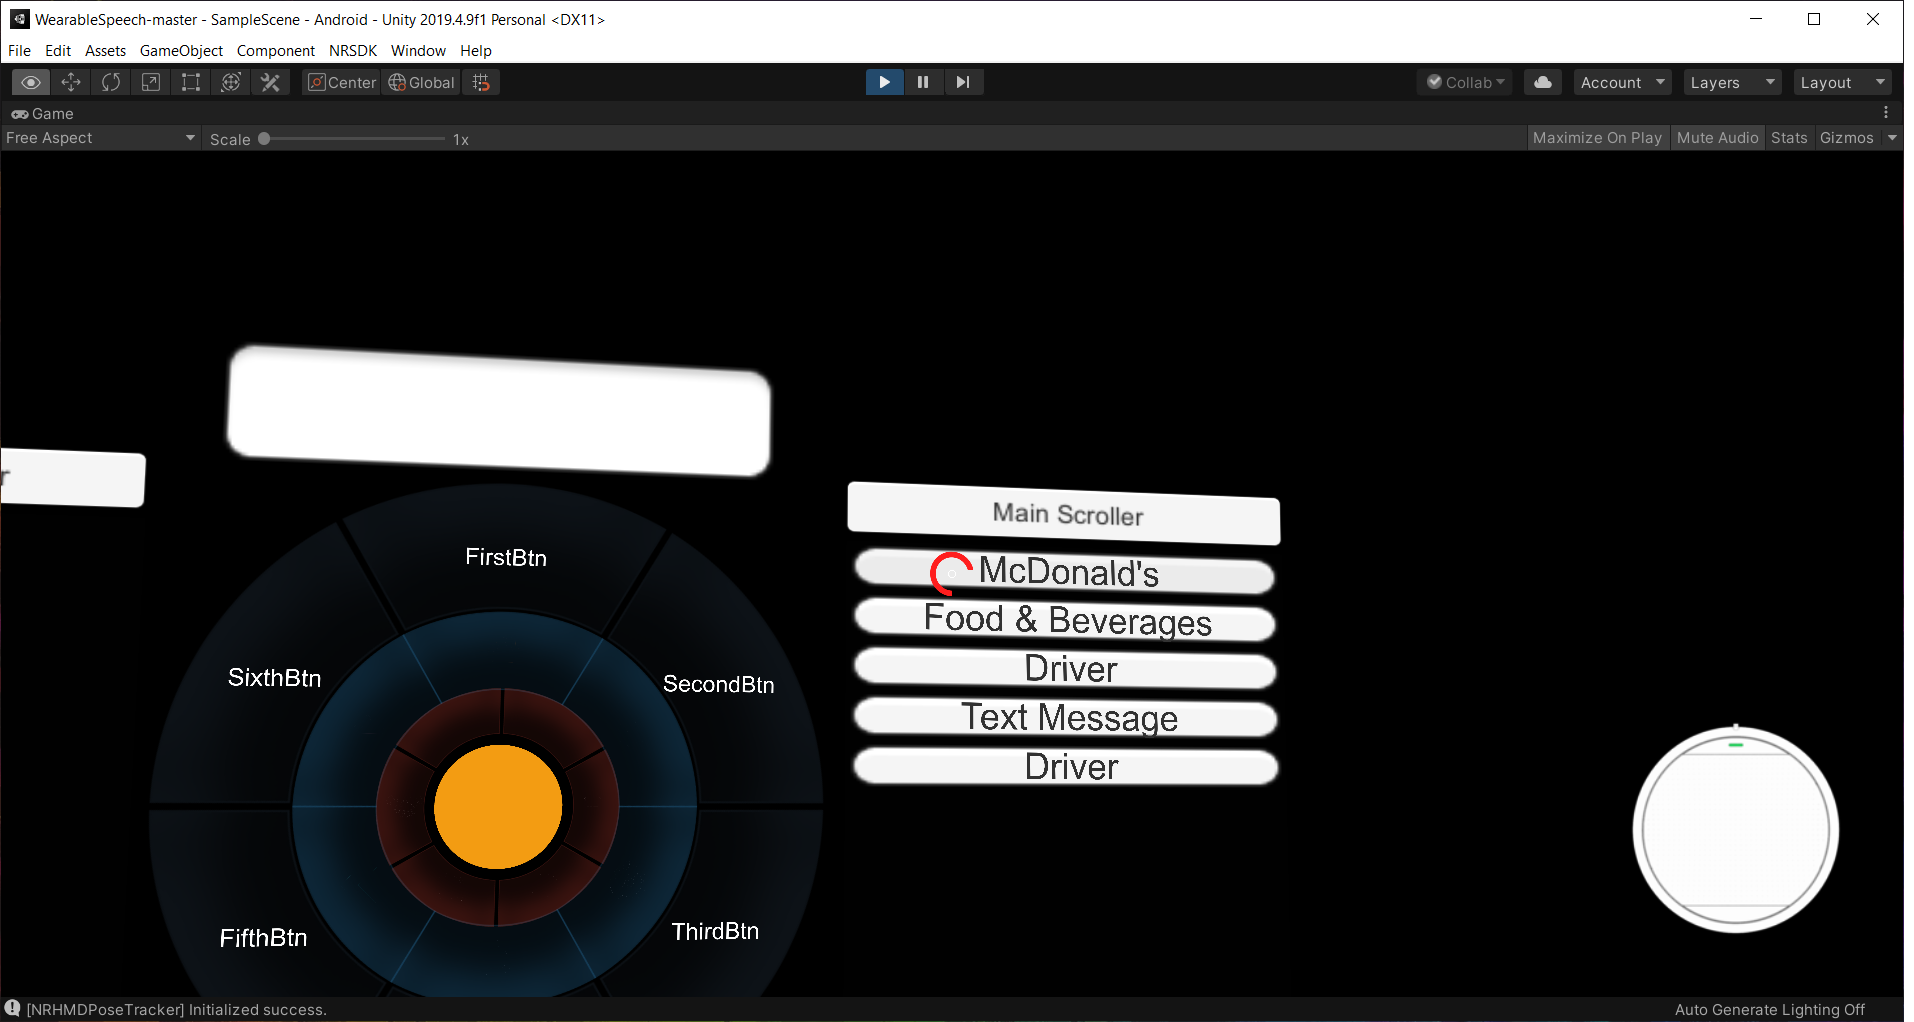 WearableSpeech-master - SampleScene - Android - Unity 2019.4.9f1 Personal <DX11>
File Edit Assets GameObject Component NRSDK Window Help
Center Global Collab Account Layers Layout
Game
Free Aspect Scale 1x Maximize On Play Mute Audio Stats Gizmos
r
Main Scroller
McDonald's
Food & Beverages
Driver
Text Message
Driver
FirstBtn
SixthBtn
SecondBtn
FifthBtn
ThirdBtn
[NRHMDPoseTracker] Initialized success.
Auto Generate Lighting Off